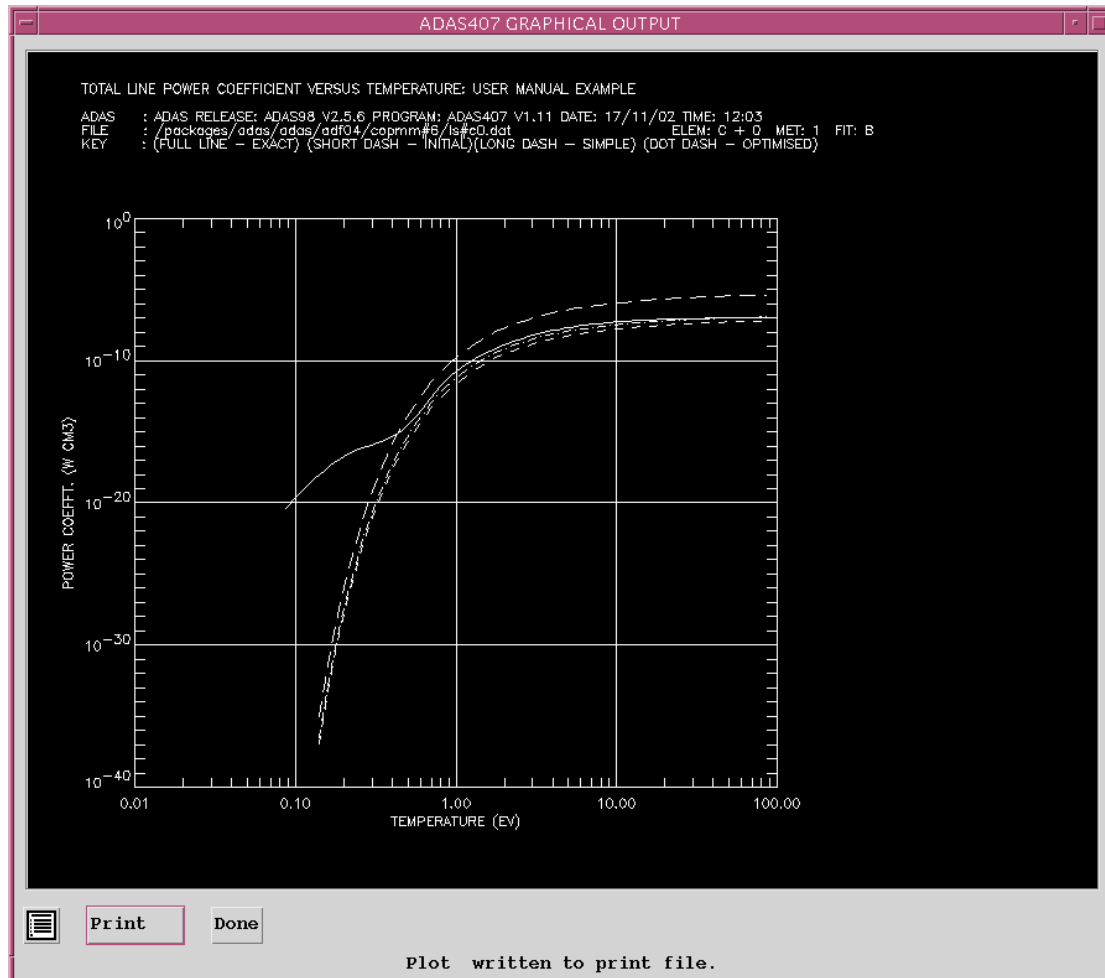 ADAS407 GRAPHICAL OUTPUT
TOTAL LINE POWER COEFFICIENT VERSUS TEMPERATURE: USER MANUAL EXAMPLE
ADAS : ADAS RELEASE: ADAS98 V2.5.6 PROGRAM: ADAS407 V1.11 DATE: 17/11/02 TIME: 12:03
FILE : /packages/adas/adas/adf04/copmm#6/ls#c0.dat ELEM: C + 0 MET: 1 FIT: B
KEY : (FULL LINE - EXACT) (SHORT DASH - INITIAL)(LONG DASH - SIMPLE) (DOT DASH - OPTIMISED)
10^0
10^-10
10^-20
10^-30
10^-40
POWER COEFFT. (W CM3)
0.01 0.10 1.00 10.00 100.00
TEMPERATURE (EV)
Print Done
Plot written to print file.